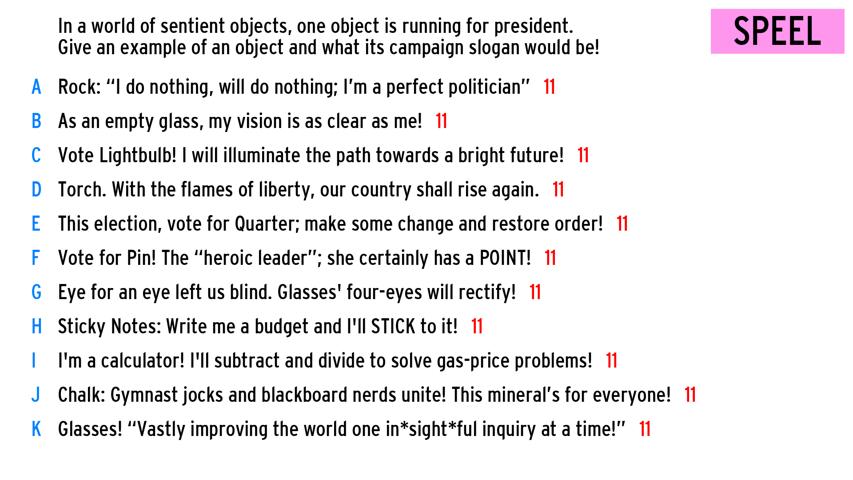 In a world of sentient objects, one object is running for president.
Give an example of an object and what its campaign slogan would be!
SPEEL
A Rock: “I do nothing, will do nothing; I’m a perfect politician” 11
B As an empty glass, my vision is as clear as me! 11
C Vote Lightbulb! I will illuminate the path towards a bright future! 11
D Torch. With the flames of liberty, our country shall rise again. 11
E This election, vote for Quarter; make some change and restore order! 11
F Vote for Pin! The “heroic leader”; she certainly has a POINT! 11
G Eye for an eye left us blind. Glasses' four-eyes will rectify! 11
H Sticky Notes: Write me a budget and I'll STICK to it! 11
I I'm a calculator! I'll subtract and divide to solve gas-price problems! 11
J Chalk: Gymnast jocks and blackboard nerds unite! This mineral’s for everyone! 11
K Glasses! “Vastly improving the world one in*sight*ful inquiry at a time!” 11